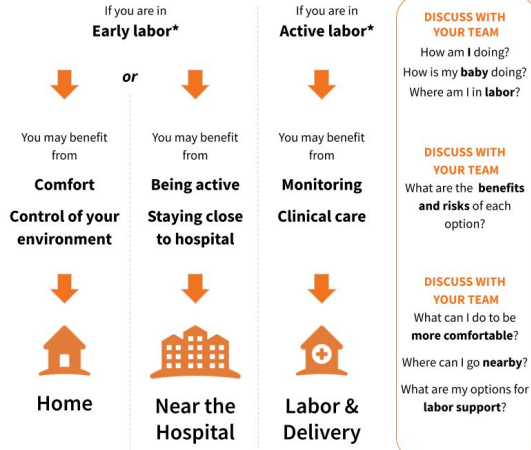 If you are in
Early labor*
or
You may benefit
from
Comfort
Control of your
environment
Home
You may benefit
from
Being active
Staying close
to hospital
Near the
Hospital
If you are in
Active labor*
You may benefit
from
Monitoring
Clinical care
Labor &
Delivery
DISCUSS WITH
YOUR TEAM
How am I doing?
How is my baby doing?
Where am I in labor?
DISCUSS WITH
YOUR TEAM
What are the benefits
and risks of each
option?
DISCUSS WITH
YOUR TEAM
What can I do to be
more comfortable?
Where can I go nearby?
What are my options for
labor support?